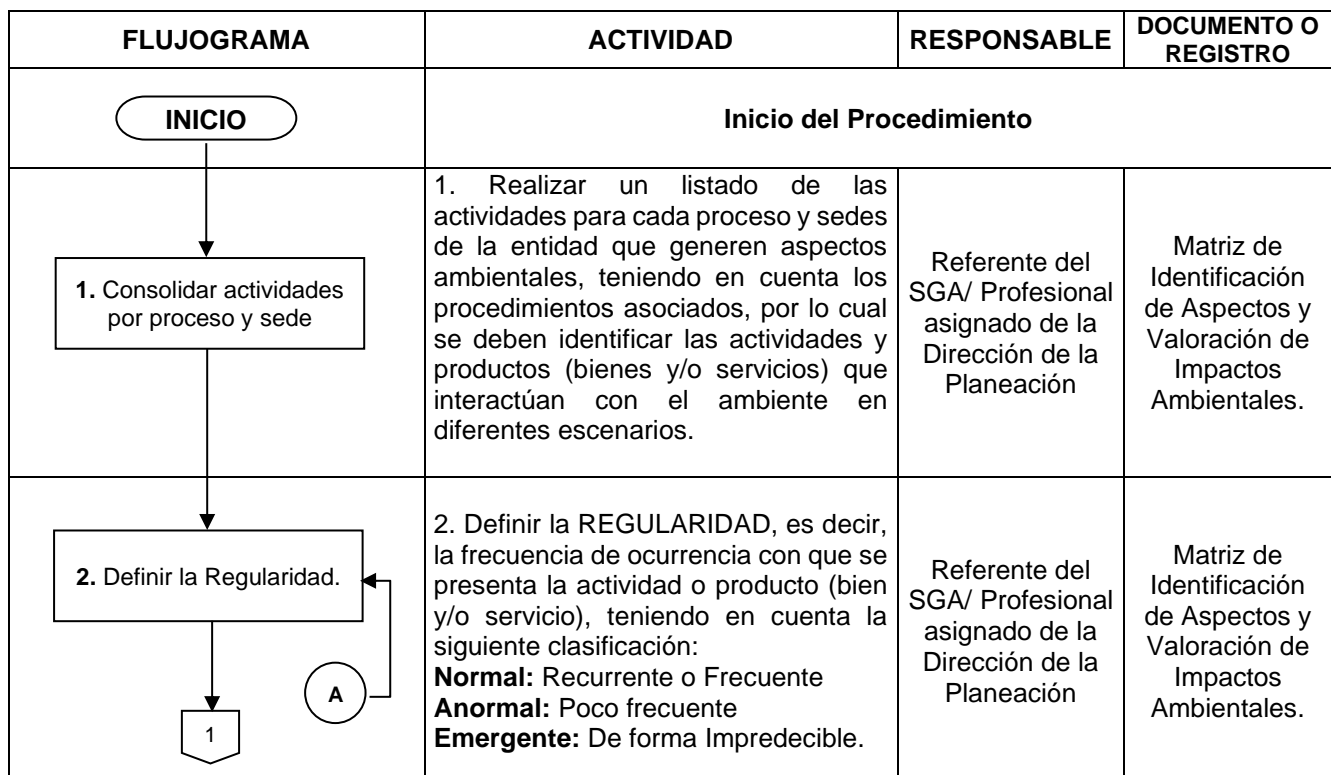 FLUJOGRAMA
ACTIVIDAD
RESPONSABLE
DOCUMENTO O
REGISTRO
INICIO
Inicio del Procedimiento
1. Consolidar actividades
por proceso y sede
1. Realizar un listado de las
actividades para cada proceso y sedes
de la entidad que generen aspectos
ambientales, teniendo en cuenta los
procedimientos asociados, por lo cual
se deben identificar las actividades y
productos (bienes y/o servicios) que
interactúan con el ambiente en
diferentes escenarios.
Referente del
SGA/ Profesional
asignado de la
Dirección de la
Planeación
Matriz de
Identificación
de Aspectos y
Valoración de
Impactos
Ambientales.
2. Definir la Regularidad.
A
1
2. Definir la REGULARIDAD, es decir,
la frecuencia de ocurrencia con que se
presenta la actividad o producto (bien
y/o servicio), teniendo en cuenta la
siguiente clasificación:
Normal: Recurrente o Frecuente
Anormal: Poco frecuente
Emergente: De forma Impredecible.
Referente del
SGA/ Profesional
asignado de la
Dirección de la
Planeación
Matriz de
Identificación
de Aspectos y
Valoración de
Impactos
Ambientales.